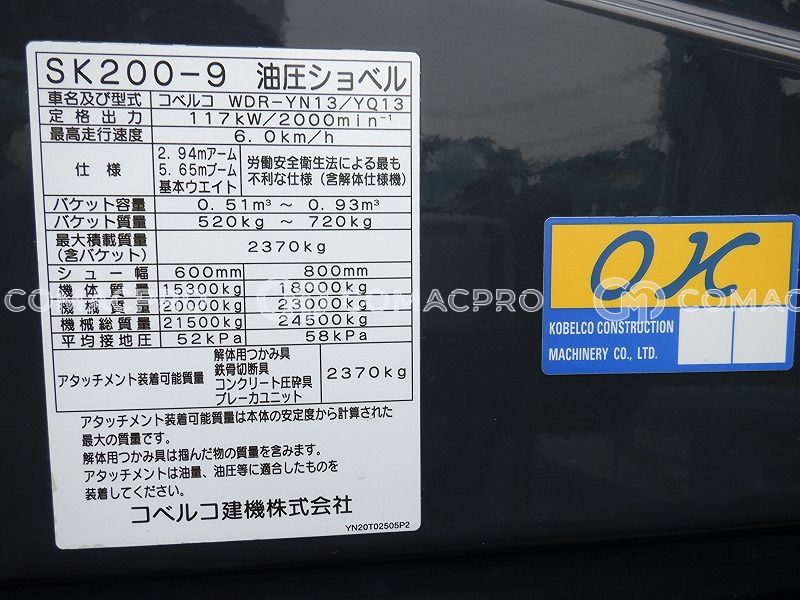 SK200-9 油圧ショベル
車名及び型式 コベルコ WDR-YN13/YQ13
定格出力 117kW/2000min⁻¹
最高走行速度 6.0km/h
仕様 2.94mアーム 5.65mブーム 基本ウエイト 労働安全衛生法による最も不利な仕様（含解体仕様機）
バケット容量 0.51m³ ～ 0.93m³
バケット質量 520kg ～ 720kg
最大積載質量（含バケット） 2370kg
シュー幅 600mm 800mm
機体質量 15300kg 18000kg
機械質量 20000kg 23000kg
機械総質量 21500kg 24500kg
平均接地圧 52kPa 58kPa
アタッチメント装着可能質量 解体用つかみ具 鉄骨切断具 コンクリート圧砕具 ブレーカユニット 2370kg
アタッチメント装着可能質量は本体の安定度から計算された
最大の質量です。
解体用つかみ具は掴んだ物の質量を含みます。
アタッチメントは油量、油圧等に適合したものを
装着してください。
コベルコ建機株式会社
YN20T02505P2
OK
KOBELCO CONSTRUCTION
MACHINERY CO., LTD.
COMACPRO